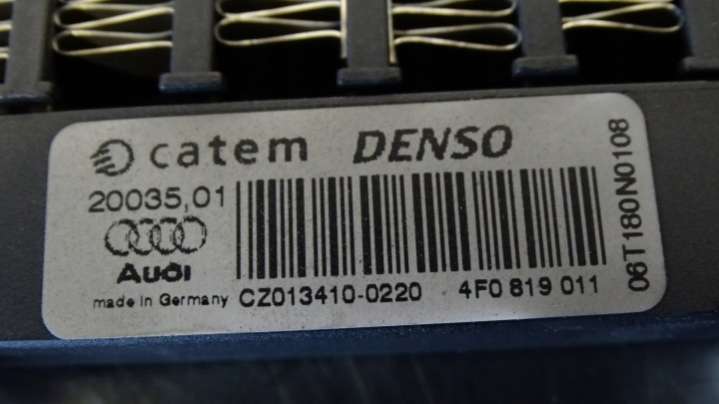 catem DENSO
20035,01
Audi
made in Germany
CZ013410-0220 4F0 819 011
06T180N0108